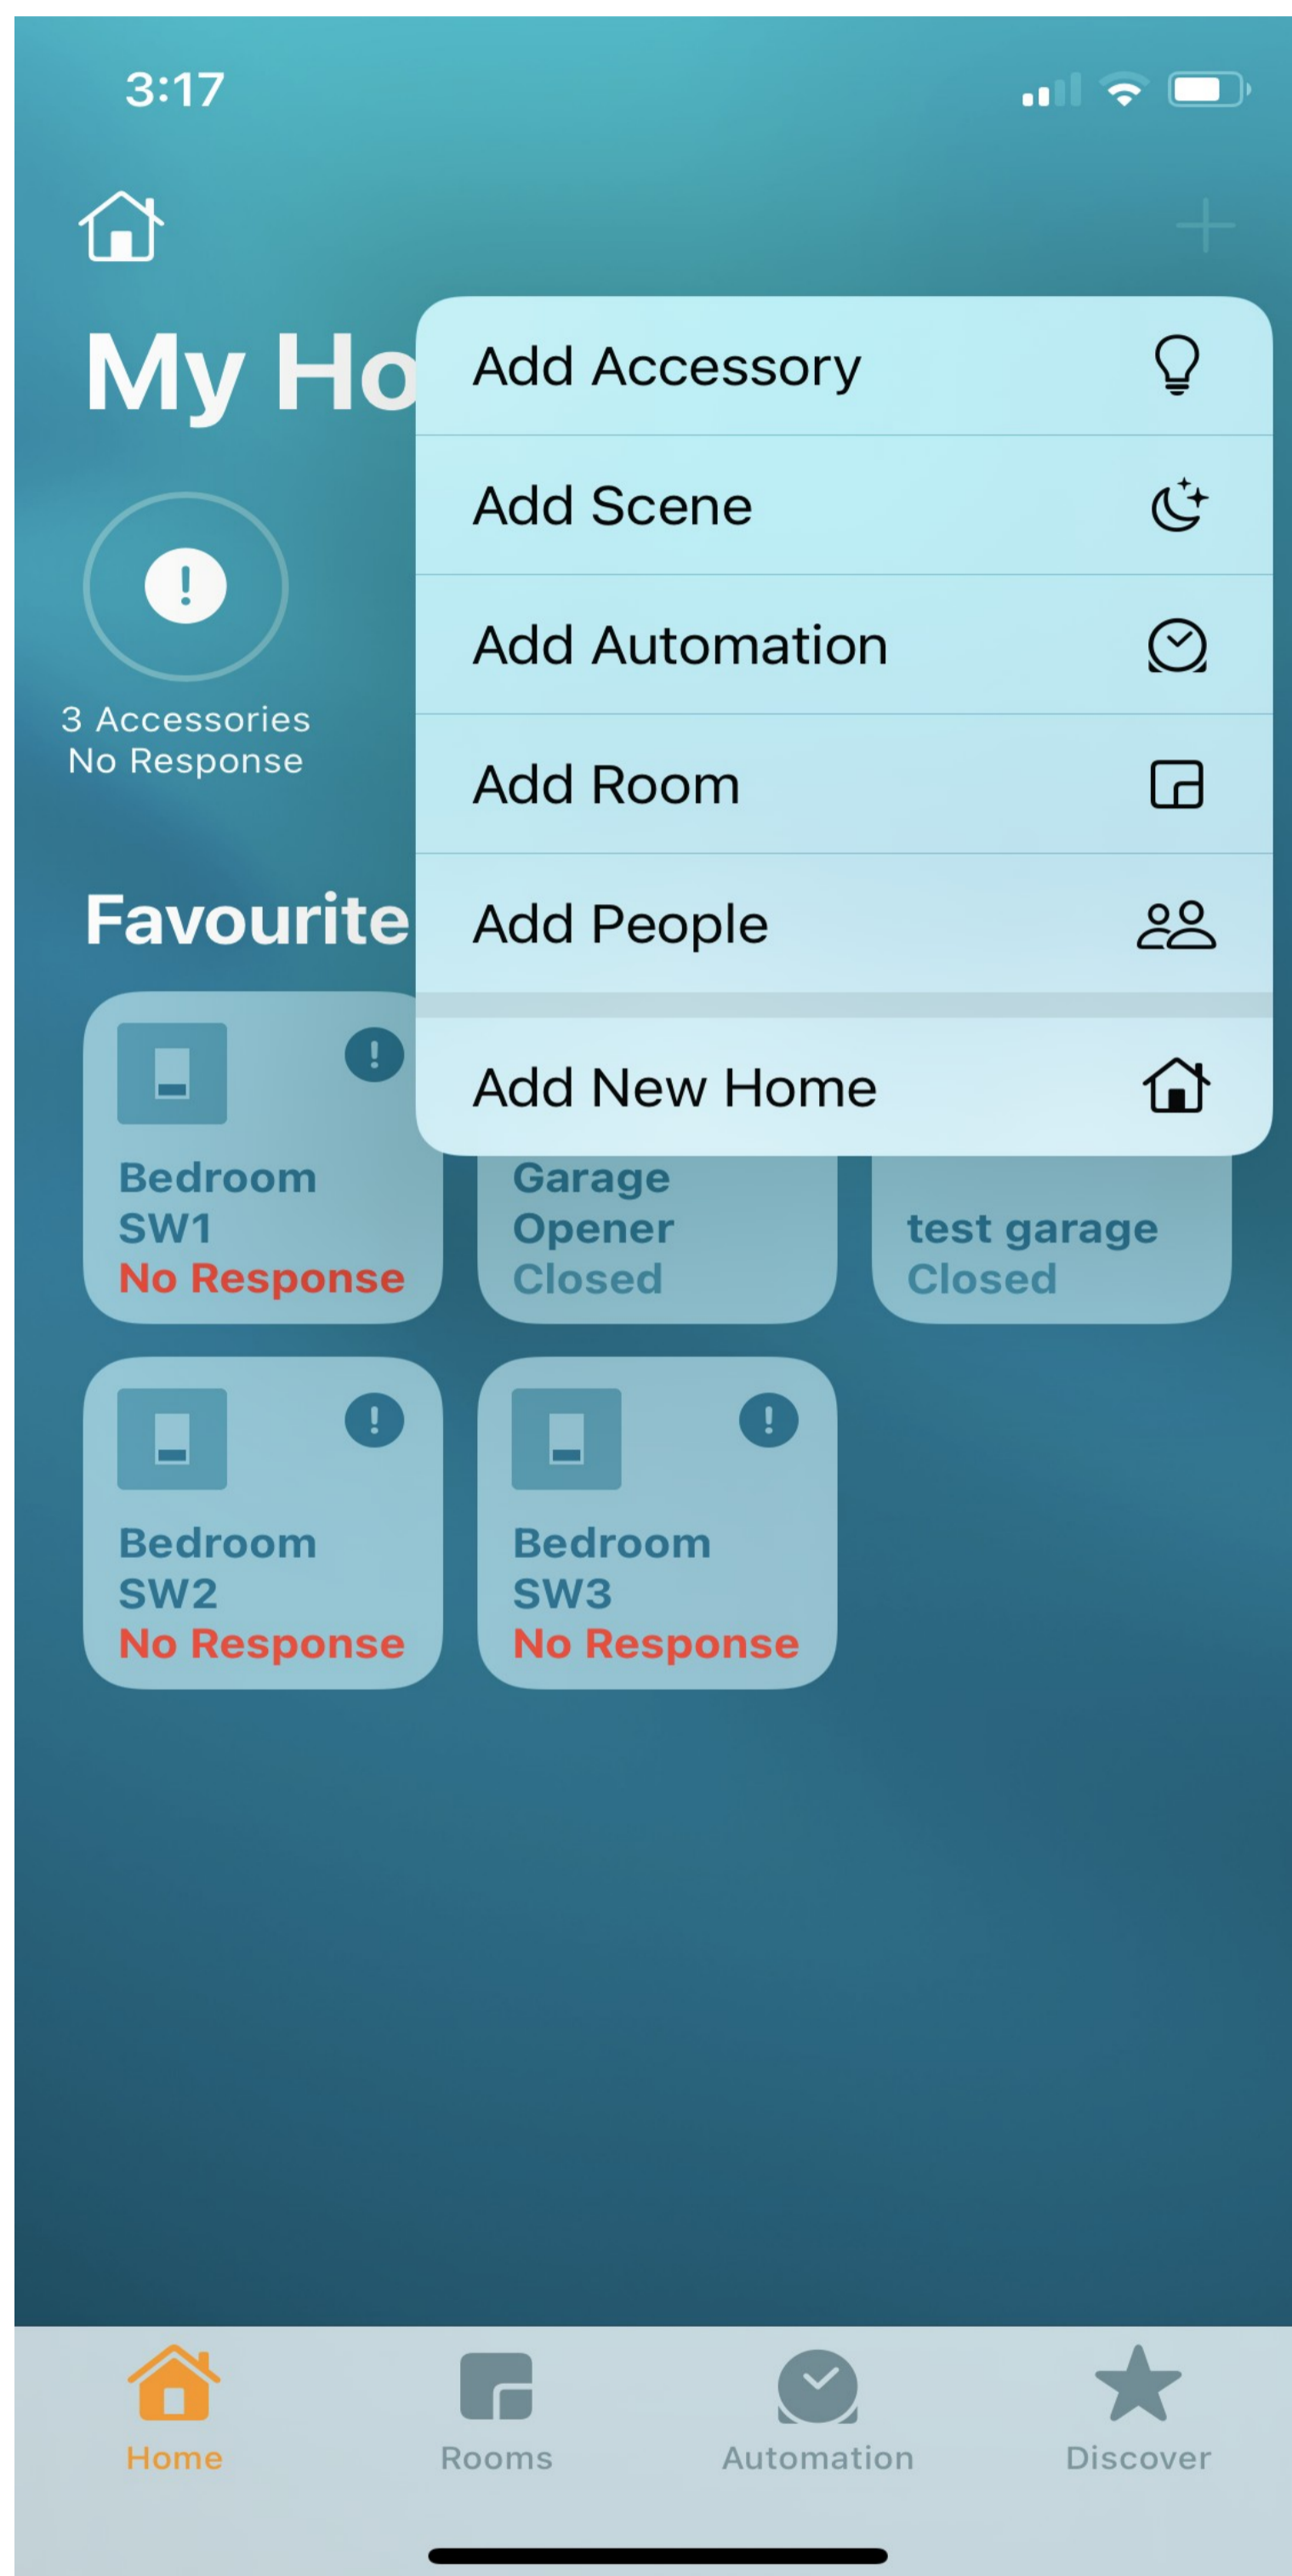 3:17
My Ho
Add Accessory
Add Scene
Add Automation
Add Room
Add People
Add New Home
3 Accessories
No Response
Favourite
Bedroom
SW1
No Response
Garage
Opener
Closed
test garage
Closed
Bedroom
SW2
No Response
Bedroom
SW3
No Response
Home
Rooms
Automation
Discover